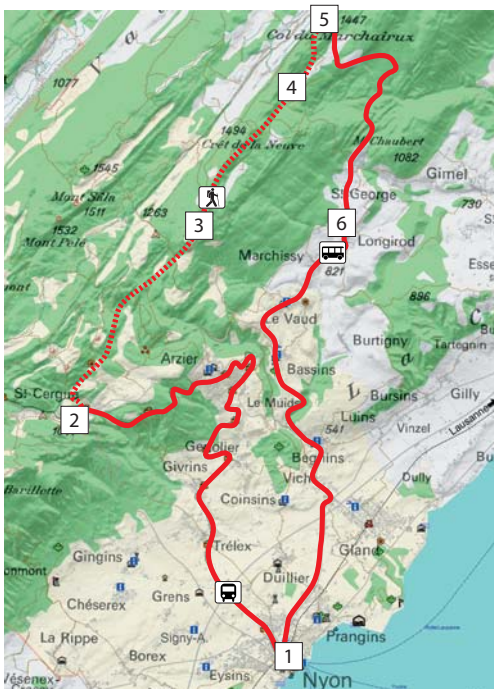 5
1447
Col du Marchairux
1077
4
1494
Crêt de la Neuve
M. Chaubert
1082
1545
Gimel
Mont Sâla
1511
1263
3
St George
730
6
1532
Mont Pelé
Longirod
Marchissy
821
896
Le Vaud
Arzier
Bassins
Burtigny
Tartegnin
St-Cergue
2
Le Muids
Bursins
Gilly
Luins
Genolier
541
Vinzel
Lausanne
Begnins
Givrins
Vich
Barillette
Coinsins
Dully
Trélex
Gland
Gingins
Duillier
Grens
Chéserex
Prangins
La Rippe
Signy-A.
1
Borex
Eysins
Nyon